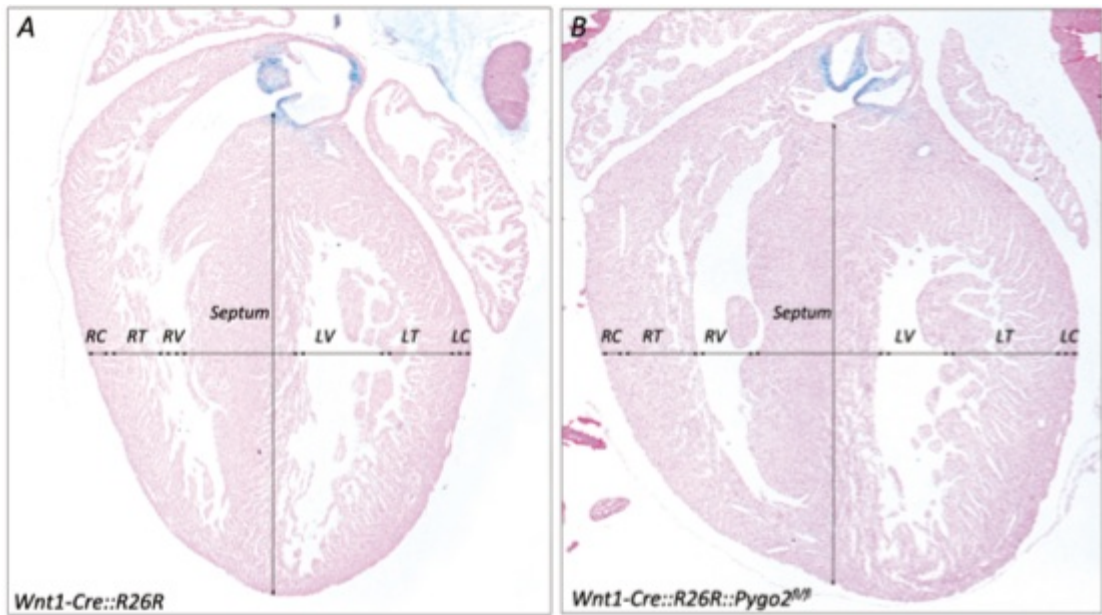 A
B
Septum
Septum
RC RT RV LV LT LC
RC RT RV LV LT LC
Wnt1-Cre::R26R
Wnt1-Cre::R26R::Pygo2fl/fl